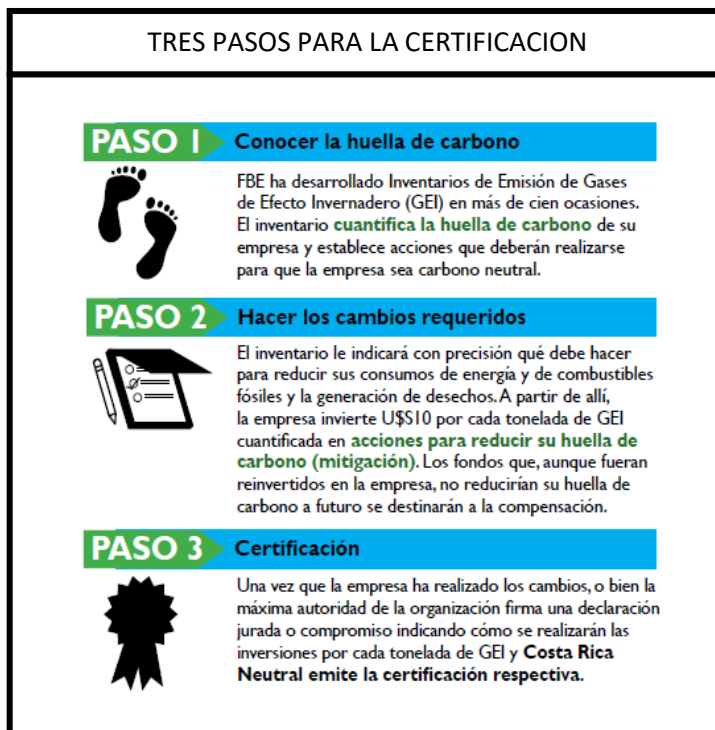 TRES PASOS PARA LA CERTIFICACION
PASO 1
Conocer la huella de carbono
FBE ha desarrollado Inventarios de Emisión de Gases
de Efecto Invernadero (GEI) en más de cien ocasiones.
El inventario cuantifica la huella de carbono de su
empresa y establece acciones que deberán realizarse
para que la empresa sea carbono neutral.
PASO 2
Hacer los cambios requeridos
El inventario le indicará con precisión qué debe hacer
para reducir sus consumos de energía y de combustibles
fósiles y la generación de desechos. A partir de allí,
la empresa invierte U$S10 por cada tonelada de GEI
cuantificada en acciones para reducir su huella de
carbono (mitigación). Los fondos que, aunque fueran
reinvertidos en la empresa, no reducirían su huella de
carbono a futuro se destinarán a la compensación.
PASO 3
Certificación
Una vez que la empresa ha realizado los cambios, o bien la
máxima autoridad de la organización firma una declaración
jurada o compromiso indicando cómo se realizarán las
inversiones por cada tonelada de GEI y Costa Rica
Neutral emite la certificación respectiva.